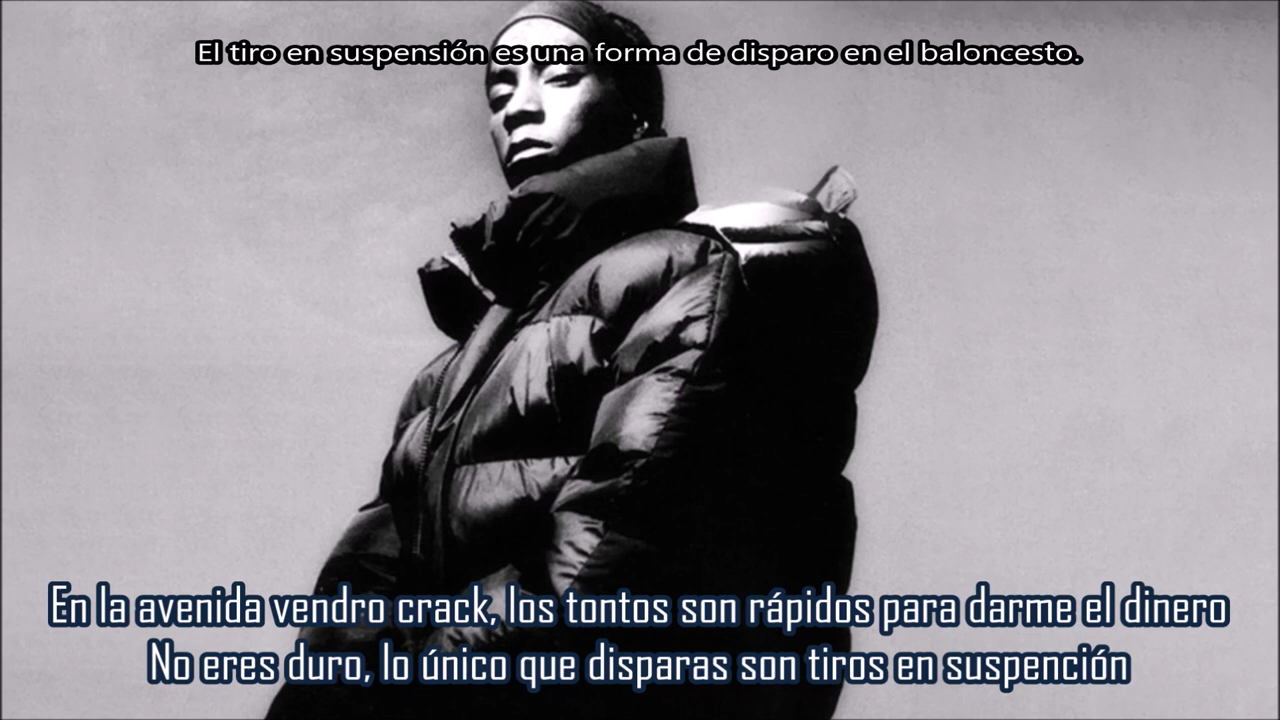 El tiro en suspensión es una forma de disparo en el baloncesto.
En la avenida vendro crack, los tontos son rápidos para darme el dinero
No eres duro, lo único que disparas son tiros en suspención